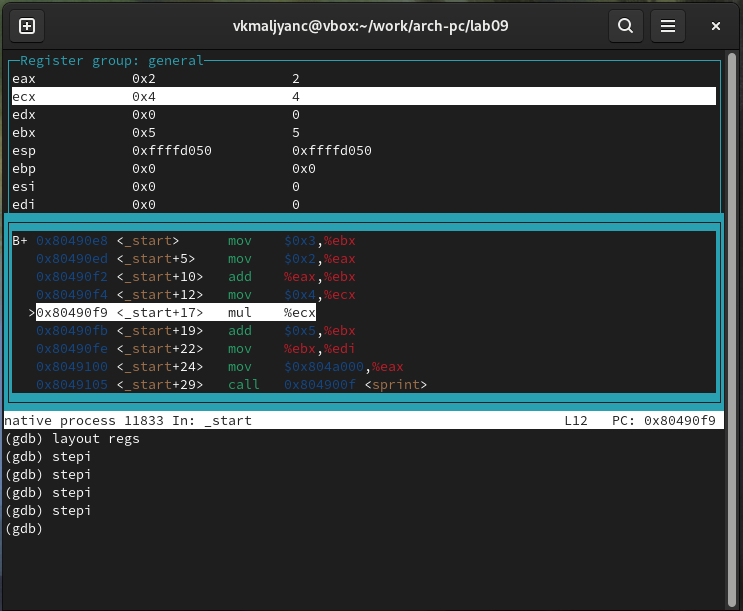 vkmaljyanc@vbox:~/work/arch-pc/lab09
Register group: general
eax 0x2 2
ecx 0x4 4
edx 0x0 0
ebx 0x5 5
esp 0xffffd050 0xffffd050
ebp 0x0 0x0
esi 0x0 0
edi 0x0 0
B+ 0x80490e8 <_start> mov $0x3,%ebx
0x80490ed <_start+5> mov $0x2,%eax
0x80490f2 <_start+10> add %eax,%ebx
0x80490f4 <_start+12> mov $0x4,%ecx
>0x80490f9 <_start+17> mul %ecx
0x80490fb <_start+19> add $0x5,%ebx
0x80490fe <_start+22> mov %ebx,%edi
0x8049100 <_start+24> mov $0x804a000,%eax
0x8049105 <_start+29> call 0x804900f <sprint>
native process 11833 In: _start L12 PC: 0x80490f9
(gdb) layout regs
(gdb) stepi
(gdb) stepi
(gdb) stepi
(gdb) stepi
(gdb)